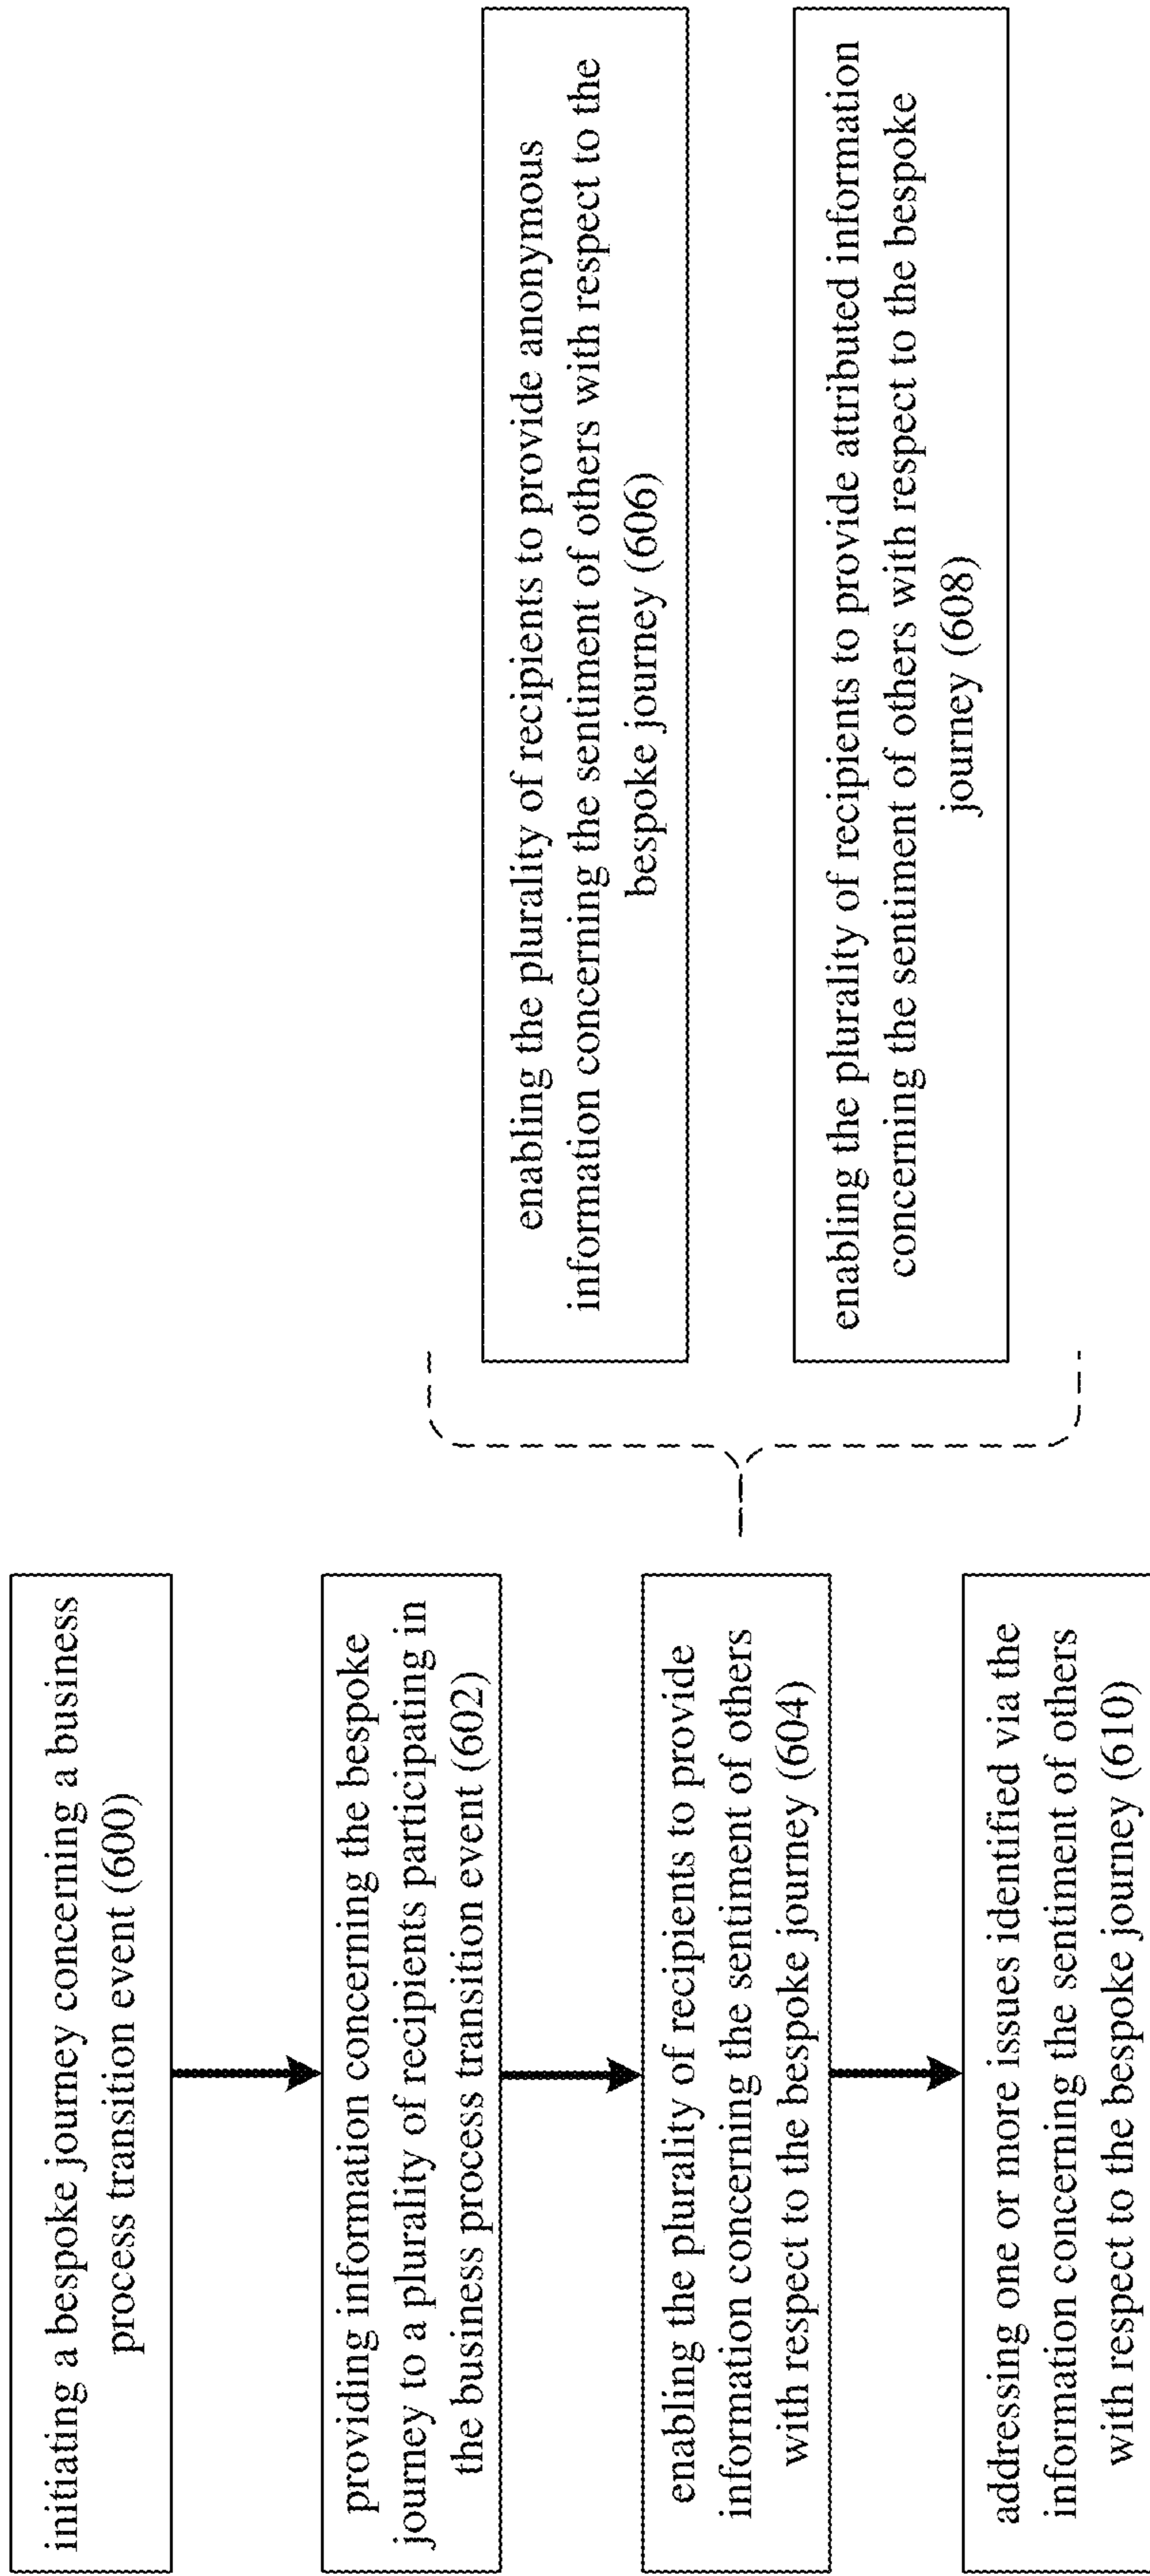 initiating a bespoke journey concerning a business
process transition event (600)
providing information concerning the bespoke
journey to a plurality of recipients participating in
the business process transition event (602)
enabling the plurality of recipients to provide
information concerning the sentiment of others
with respect to the bespoke journey (604)
enabling the plurality of recipients to provide anonymous
information concerning the sentiment of others with respect to the
bespoke journey (606)
enabling the plurality of recipients to provide attributed information
concerning the sentiment of others with respect to the bespoke
journey (608)
addressing one or more issues identified via the
information concerning the sentiment of others
with respect to the bespoke journey (610)